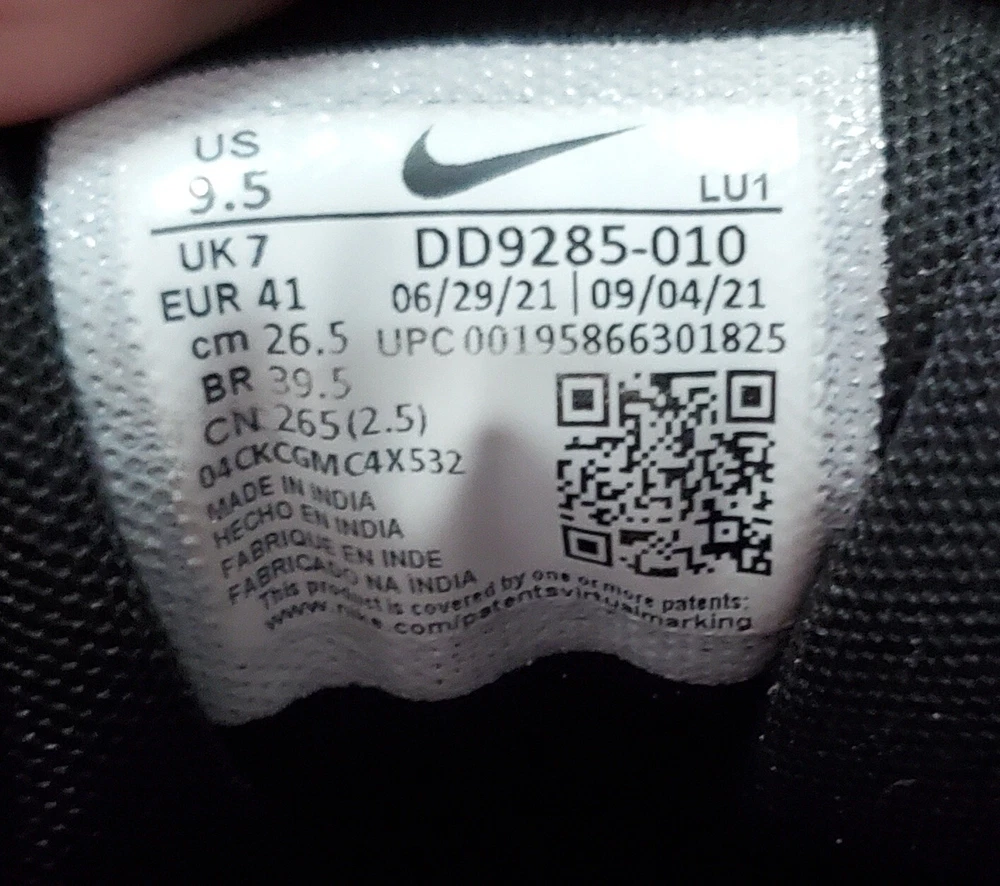 US
9.5
LU1
UK 7
DD9285-010
EUR 41
06/29/21 | 09/04/21
cm 26.5
UPC 00195866301825
BR 39.5
CN 265(2.5)
04CKCGMC4X532
MADE IN INDIA
HECHO EN INDIA
FABRIQUE EN INDE
FABRICADO NA ÍNDIA
This product is covered by one or more patents:
www.nike.com/patentsvirtualmarking